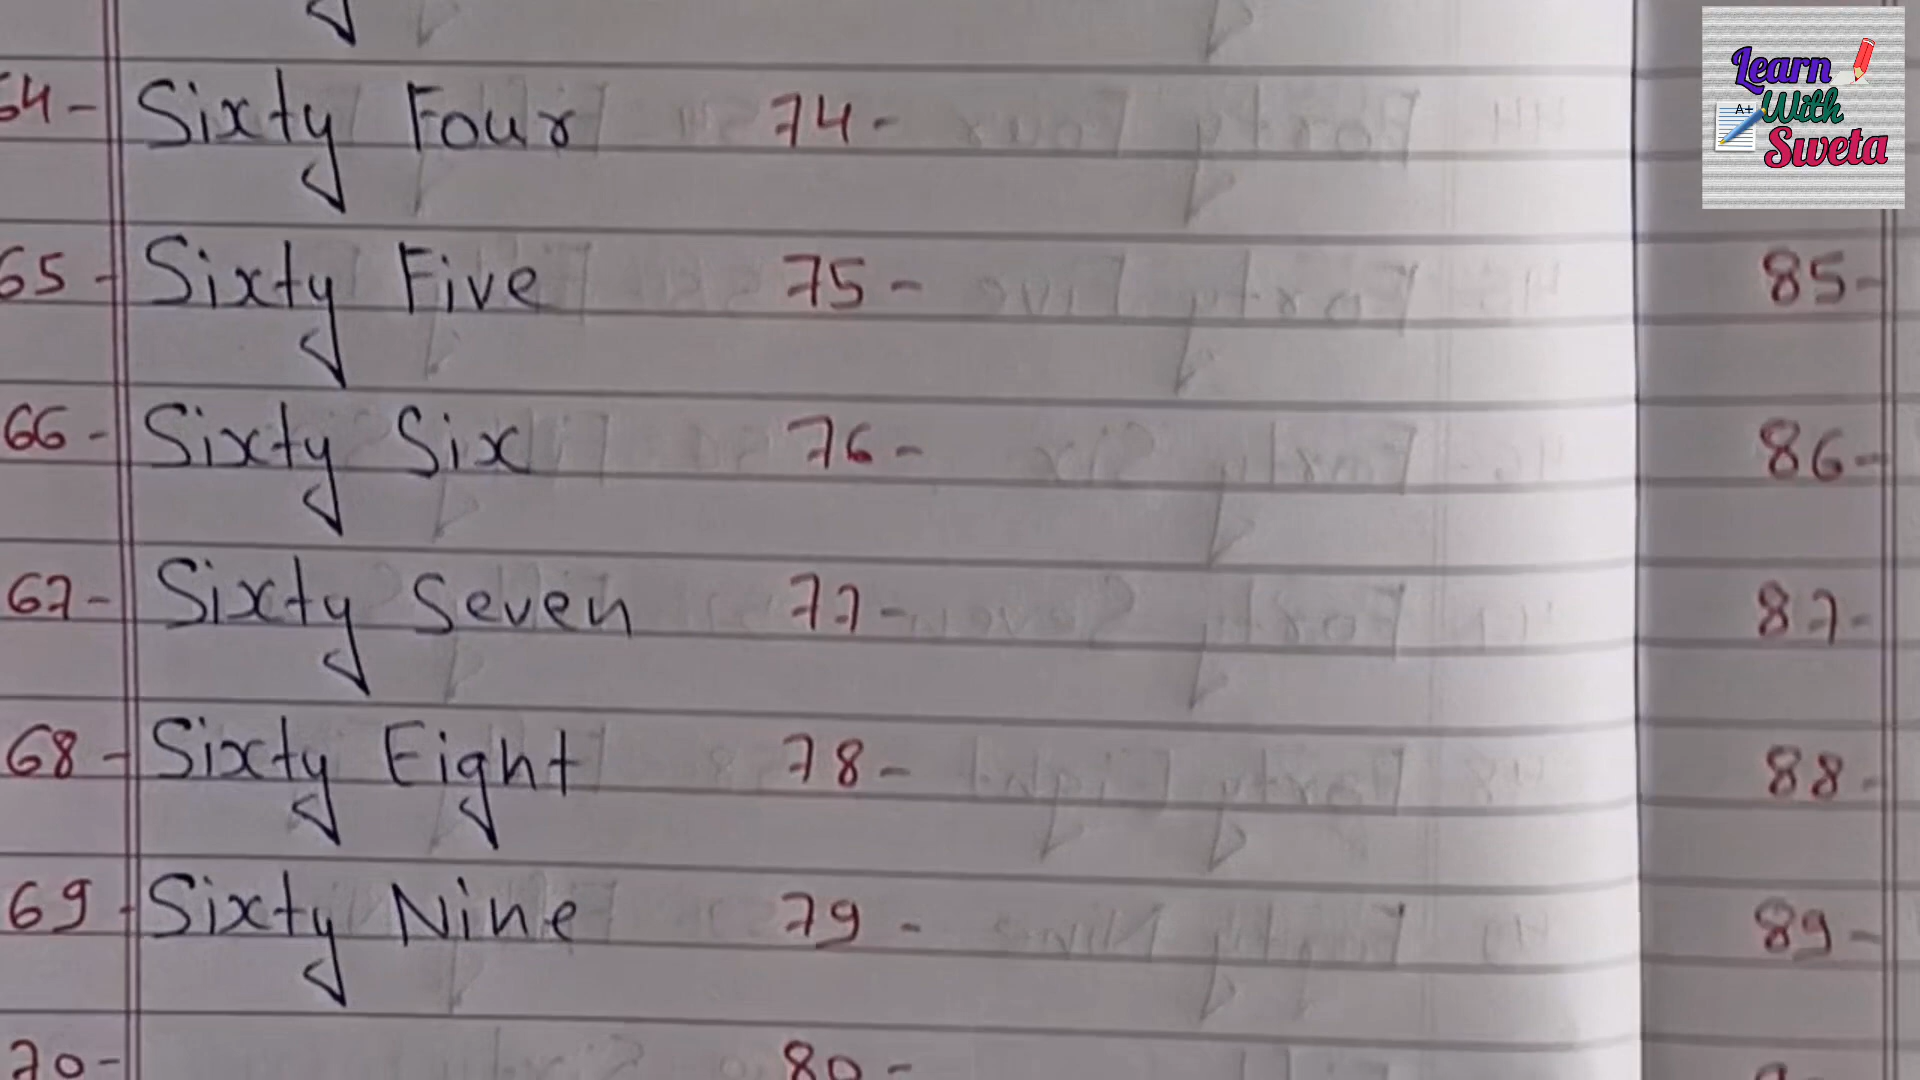 64- Sixty Four 74-
65- Sixty Five 75- 85-
66- Sixty Six 76- 86-
67- Sixty Seven 77- 87-
68- Sixty Eight 78- 88-
69- Sixty Nine 79- 89-
70- 80-
Learn
With
Sweta
A+